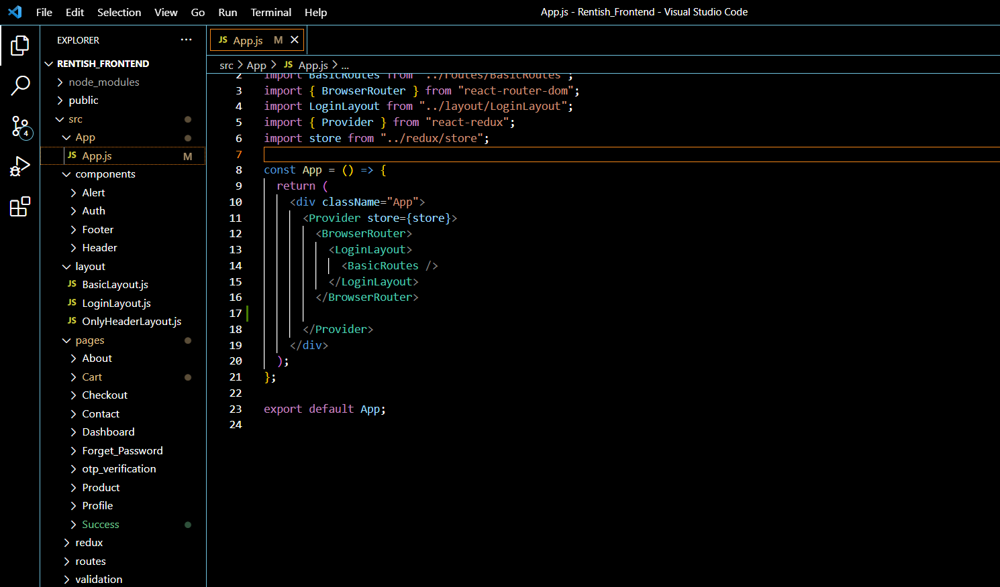 File Edit Selection View Go Run Terminal Help
App.js - Rentish_Frontend - Visual Studio Code
EXPLORER
RENTISH_FRONTEND
node_modules
public
src
App
JS App.js M
components
Alert
Auth
Footer
Header
layout
JS BasicLayout.js
JS LoginLayout.js
JS OnlyHeaderLayout.js
pages
About
Cart
Checkout
Contact
Dashboard
Forget_Password
otp_verification
Product
Profile
Success
redux
routes
validation
4
JS App.js M
src > App > JS App.js > ...
2 import BasicRoutes from "../routes/BasicRoutes";
3 import { BrowserRouter } from "react-router-dom";
4 import LoginLayout from "../layout/LoginLayout";
5 import { Provider } from "react-redux";
6 import store from "../redux/store";
7
8 const App = () => {
9 return (
10 <div className="App">
11 <Provider store={store}>
12 <BrowserRouter>
13 <LoginLayout>
14 <BasicRoutes />
15 </LoginLayout>
16 </BrowserRouter>
17
18 </Provider>
19 </div>
20 );
21 };
22
23 export default App;
24